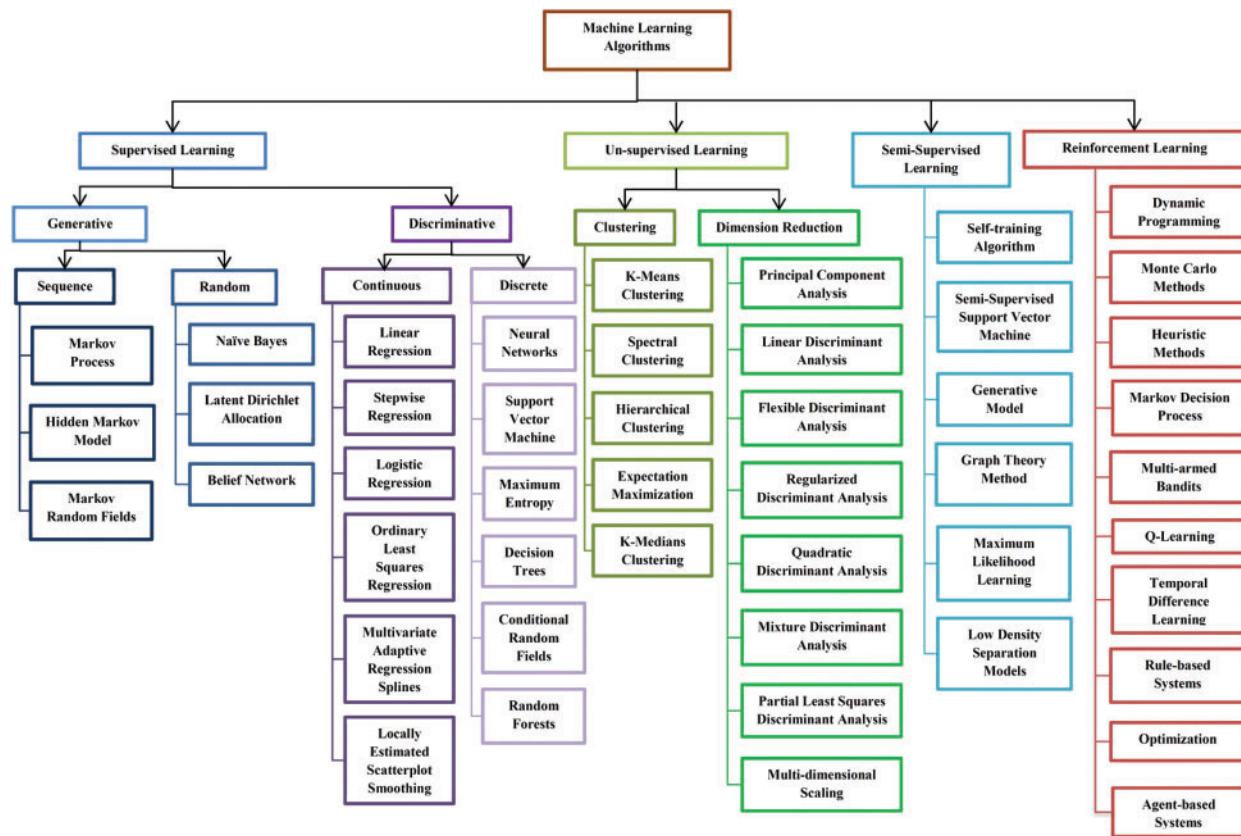 Machine Learning
Algorithms
Supervised Learning
Un-supervised Learning
Semi-Supervised
Learning
Reinforcement Learning
Generative
Discriminative
Clustering
Dimension Reduction
Sequence
Random
Continuous
Discrete
Markov
Process
Hidden Markov
Model
Markov
Random Fields
Naïve Bayes
Latent Dirichlet
Allocation
Belief Network
Linear
Regression
Stepwise
Regression
Logistic
Regression
Ordinary
Least
Squares
Regression
Multivariate
Adaptive
Regression
Splines
Locally
Estimated
Scatterplot
Smoothing
Neural
Networks
Support
Vector
Machine
Maximum
Entropy
Decision
Trees
Conditional
Random
Fields
Random
Forests
K-Means
Clustering
Spectral
Clustering
Hierarchical
Clustering
Expectation
Maximization
K-Medians
Clustering
Principal Component
Analysis
Linear Discriminant
Analysis
Flexible Discriminant
Analysis
Regularized
Discriminant Analysis
Quadratic
Discriminant Analysis
Mixture Discriminant
Analysis
Partial Least Squares
Discriminant Analysis
Multi-dimensional
Scaling
Self-training
Algorithm
Semi-Supervised
Support Vector
Machine
Generative
Model
Graph Theory
Method
Maximum
Likelihood
Learning
Low Density
Separation
Models
Dynamic
Programming
Monte Carlo
Methods
Heuristic
Methods
Markov Decision
Process
Multi-armed
Bandits
Q-Learning
Temporal
Difference
Learning
Rule-based
Systems
Optimization
Agent-based
Systems